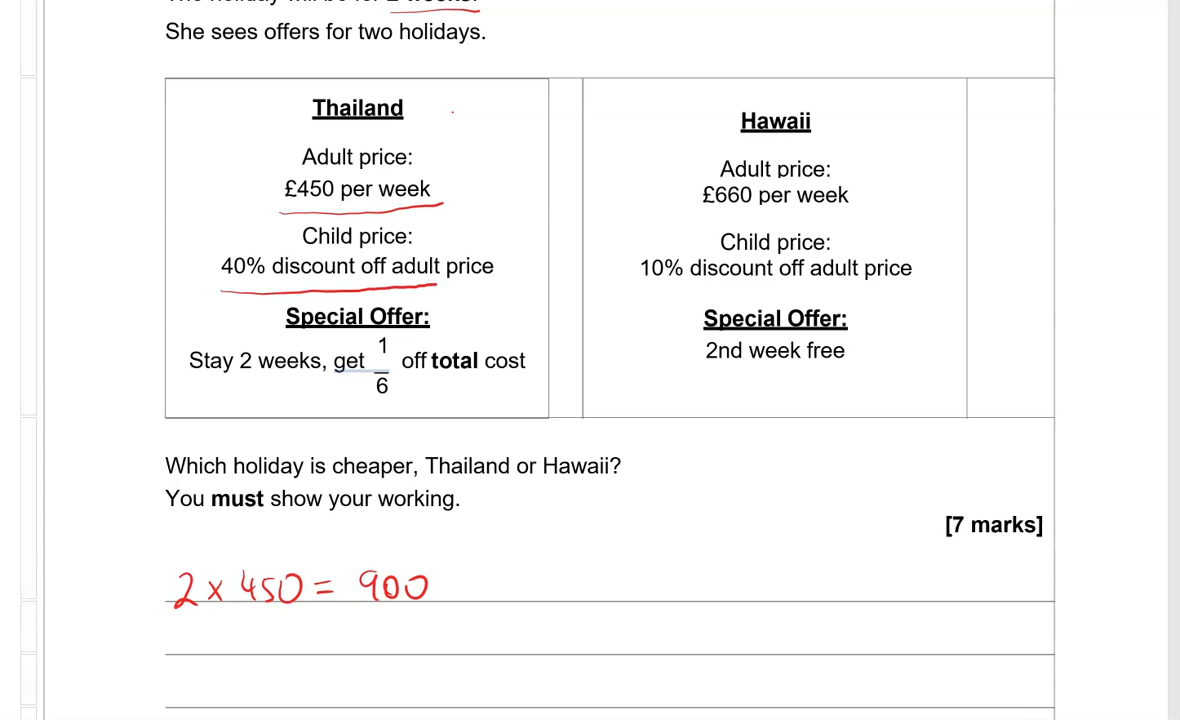 She sees offers for two holidays.
Thailand
Adult price:
£450 per week
Child price:
40% discount off adult price
Special Offer:
Stay 2 weeks, get 1/6 off total cost
Hawaii
Adult price:
£660 per week
Child price:
10% discount off adult price
Special Offer:
2nd week free
Which holiday is cheaper, Thailand or Hawaii?
You must show your working.
[7 marks]
2 x 450 = 900